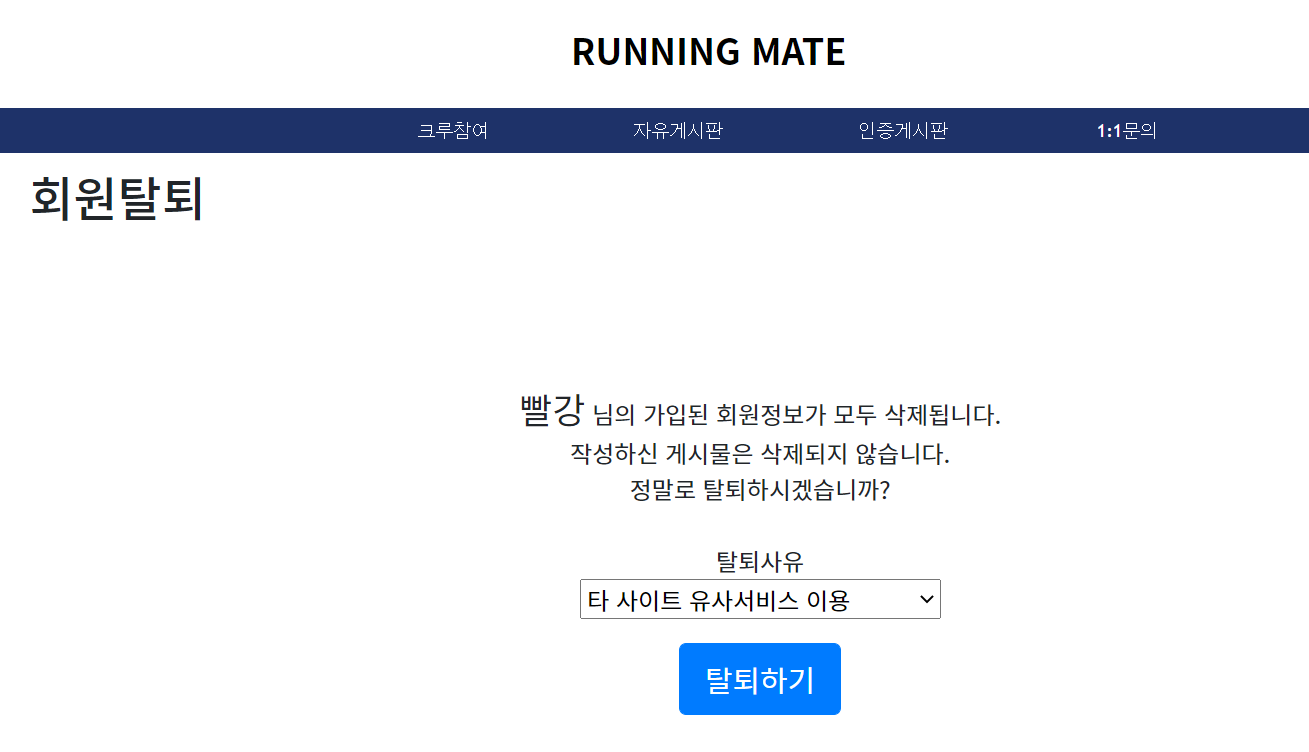 RUNNING MATE
크루참여 자유게시판 인증게시판 1:1문의
회원탈퇴
빨강 님의 가입된 회원정보가 모두 삭제됩니다.
작성하신 게시물은 삭제되지 않습니다.
정말로 탈퇴하시겠습니까?
탈퇴사유
타 사이트 유사서비스 이용
탈퇴하기